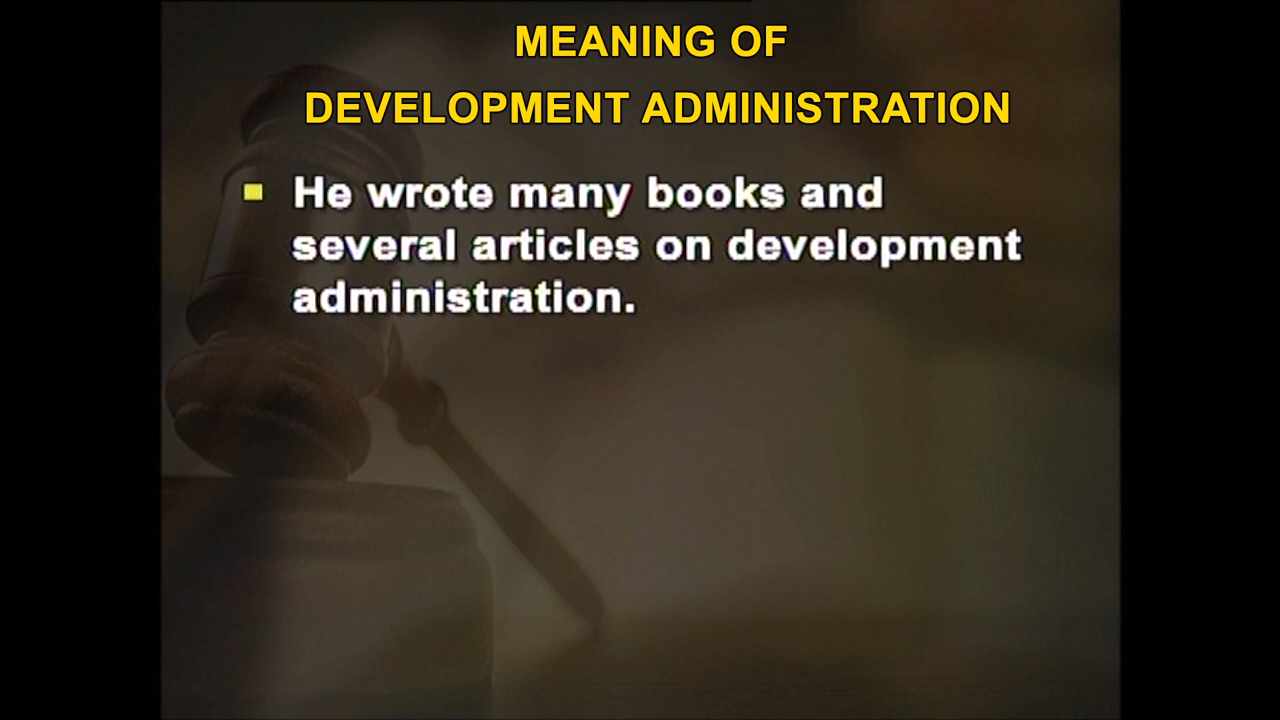 MEANING OF
DEVELOPMENT ADMINISTRATION
He wrote many books and
several articles on development
administration.